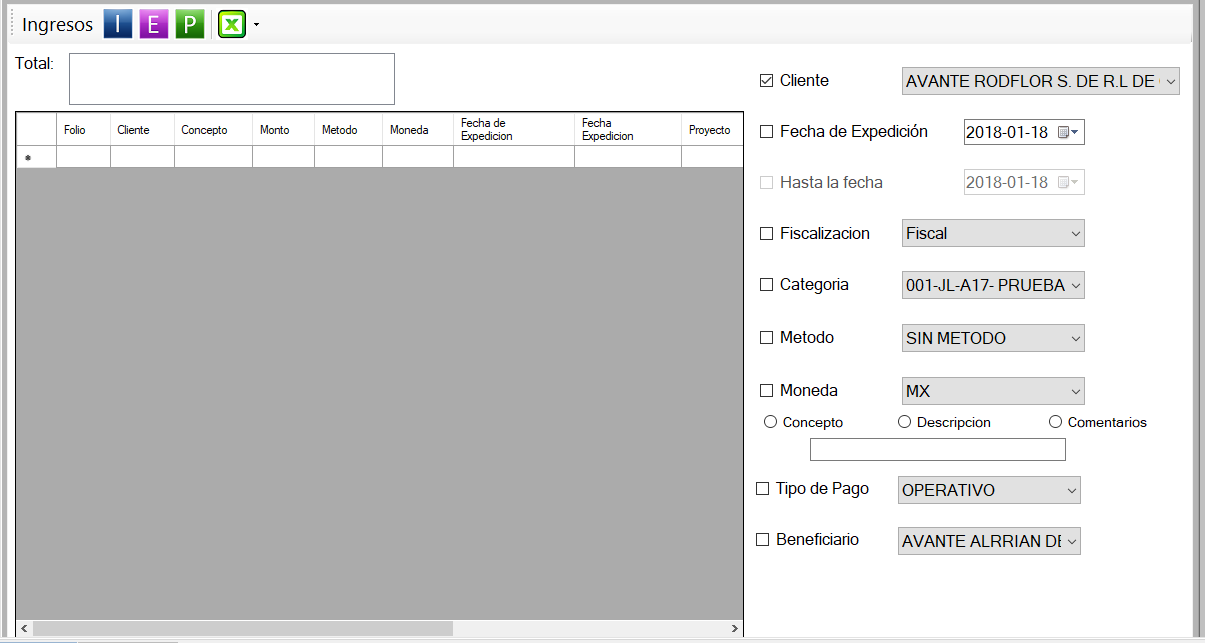 Ingresos I E P X
Total:
Folio Cliente Concepto Monto Metodo Moneda Fecha de Expedicion Fecha Expedicion Proyecto
*
Cliente AVANTE RODFLOR S. DE R.L DE
Fecha de Expedición 2018-01-18
Hasta la fecha 2018-01-18
Fiscalizacion Fiscal
Categoria 001-JL-A17- PRUEBA
Metodo SIN METODO
Moneda MX
Concepto Descripcion Comentarios
Tipo de Pago OPERATIVO
Beneficiario AVANTE ALRRIAN DE